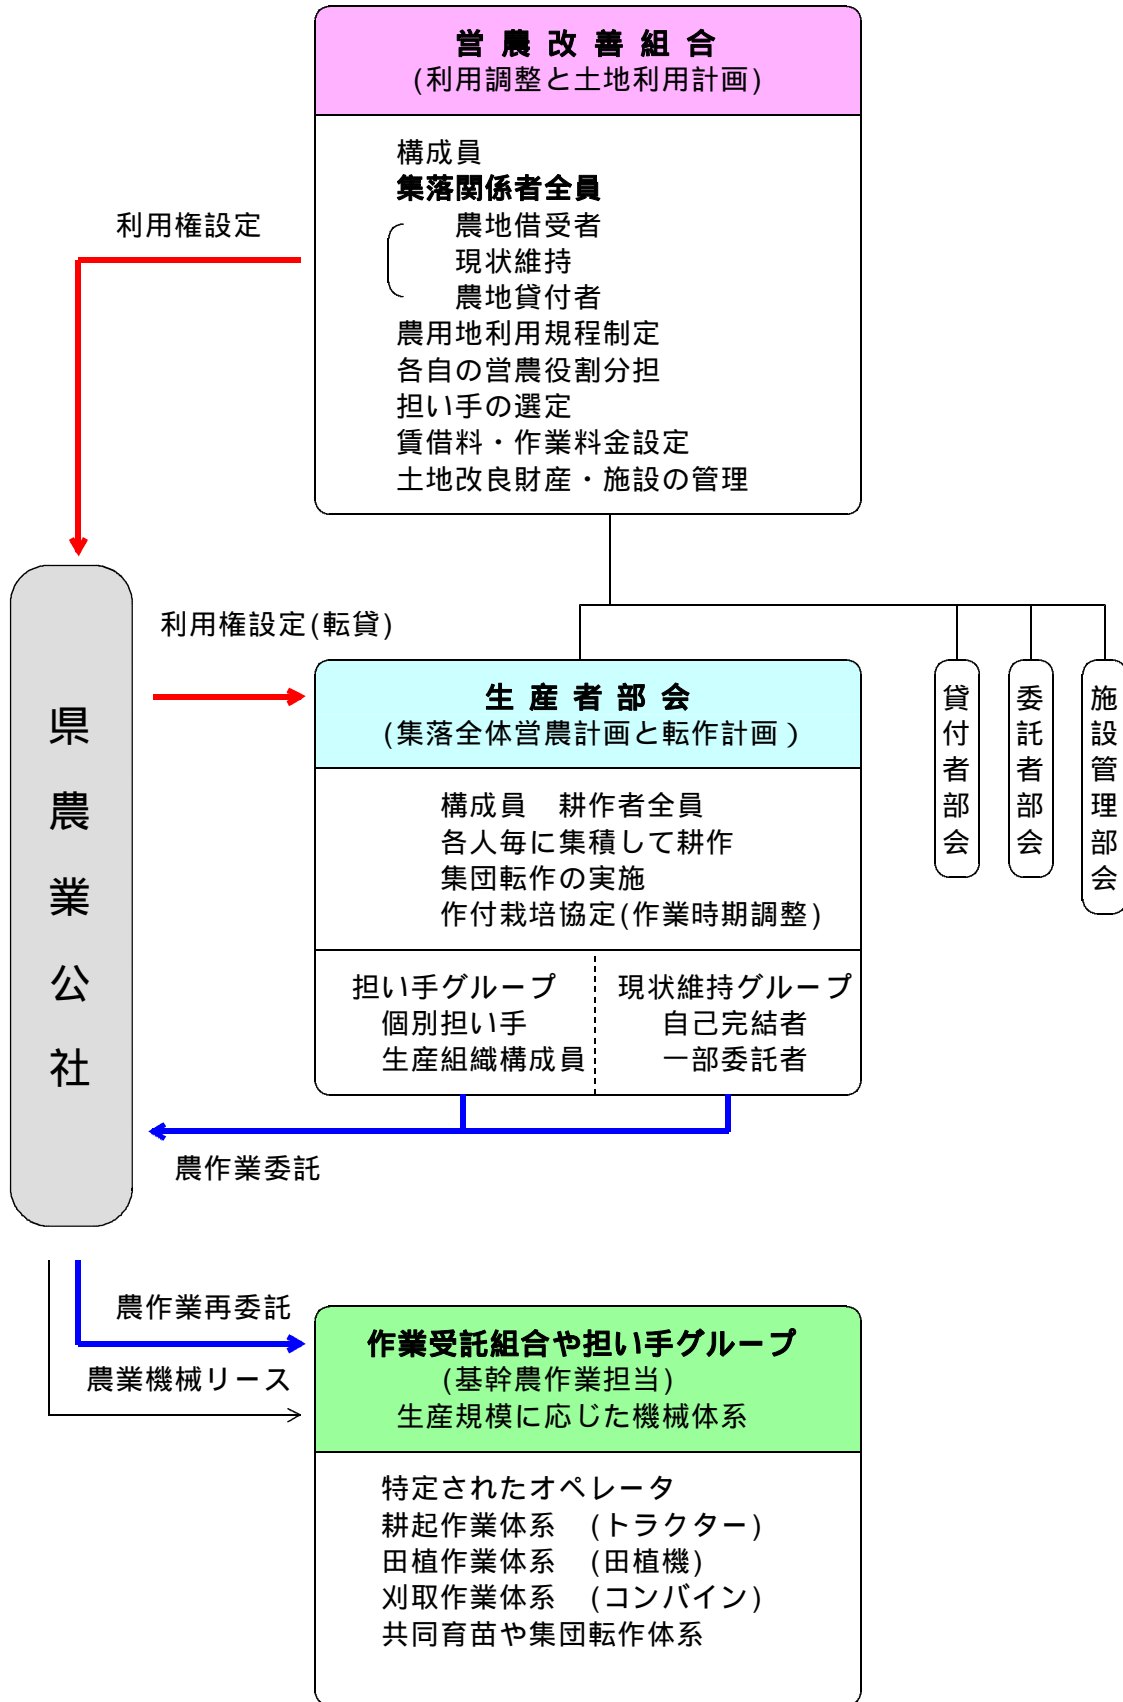 営農改善組合
(利用調整と土地利用計画)
構成員
集落関係者全員
農地借受者
現状維持
農地貸付者
農用地利用規程制定
各自の営農役割分担
担い手の選定
賃借料・作業料金設定
土地改良財産・施設の管理
利用権設定
県農業公社
利用権設定(転貸)
生産者部会
(集落全体営農計画と転作計画)
構成員 耕作者全員
各人毎に集積して耕作
集団転作の実施
作付栽培協定(作業時期調整)
担い手グループ
個別担い手
生産組織構成員
現状維持グループ
自己完結者
一部委託者
貸付者部会
委託者部会
施設管理部会
農作業委託
農作業再委託
農業機械リース
作業受託組合や担い手グループ
(基幹農作業担当)
生産規模に応じた機械体系
特定されたオペレータ
耕起作業体系 (トラクター)
田植作業体系 (田植機)
刈取作業体系 (コンバイン)
共同育苗や集団転作体系